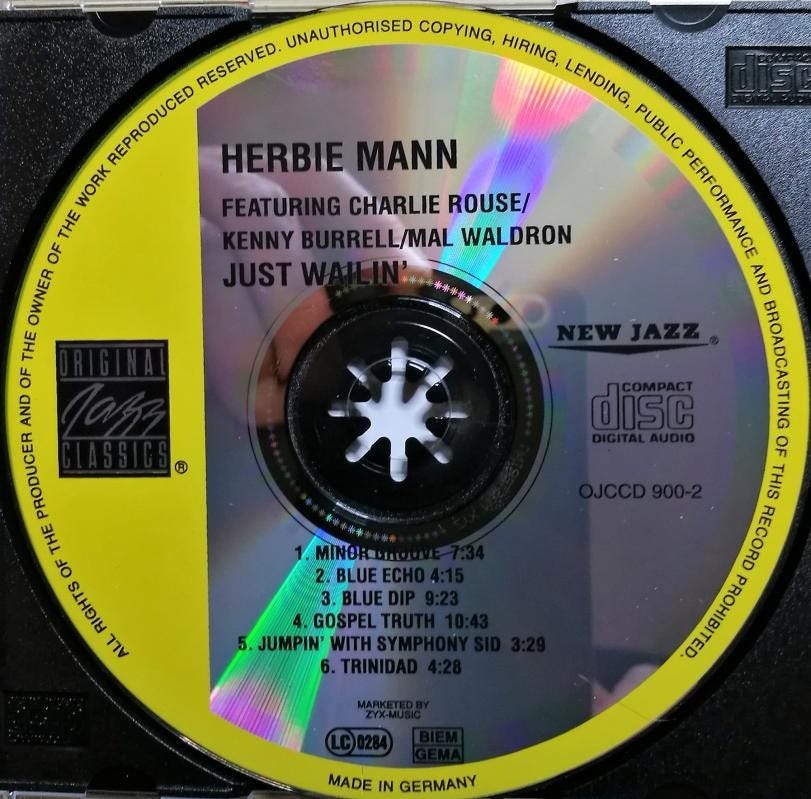 ALL RIGHTS OF THE PRODUCER AND OF THE OWNER OF THE WORK REPRODUCED RESERVED. UNAUTHORISED COPYING, HIRING, LENDING, PUBLIC PERFORMANCE AND BROADCASTING OF THIS RECORD PROHIBITED.
HERBIE MANN
FEATURING CHARLIE ROUSE/
KENNY BURRELL/MAL WALDRON
JUST WAILIN'
ORIGINAL
Jazz
CLASSICS®
NEW JAZZ®
COMPACT
disc
DIGITAL AUDIO
OJCCD 900-2
1. MINOR GROOVE 7:34
2. BLUE ECHO 4:15
3. BLUE DIP 9:23
4. GOSPEL TRUTH 10:43
5. JUMPIN' WITH SYMPHONY SID 3:29
6. TRINIDAD 4:28
MARKETED BY
ZYX-MUSIC
LC 0284
BIEM
GEMA
MADE IN GERMANY
disc